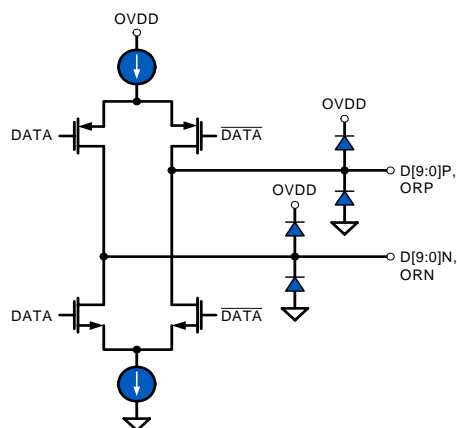 OVDD
DATA
DATA
OVDD
D[9:0]P,
ORP
OVDD
D[9:0]N,
ORN
DATA
DATA